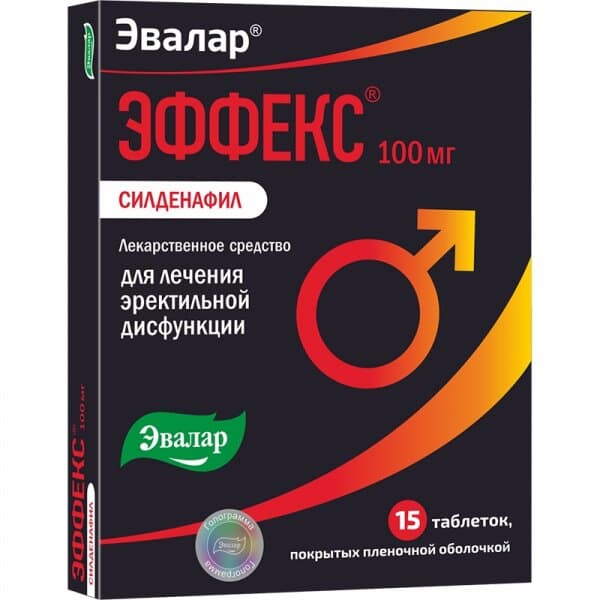 Эвалар®
ЭФФЕКС® 100 мг
СИЛДЕНАФИЛ
Лекарственное средство
для лечения
эректильной
дисфункции
Эвалар
Голограмма
Эвалар
Голограмма
15 таблеток,
покрытых пленочной оболочкой
Эвалар
ЭФФЕКС® 100 мг
СИЛДЕНАФИЛ